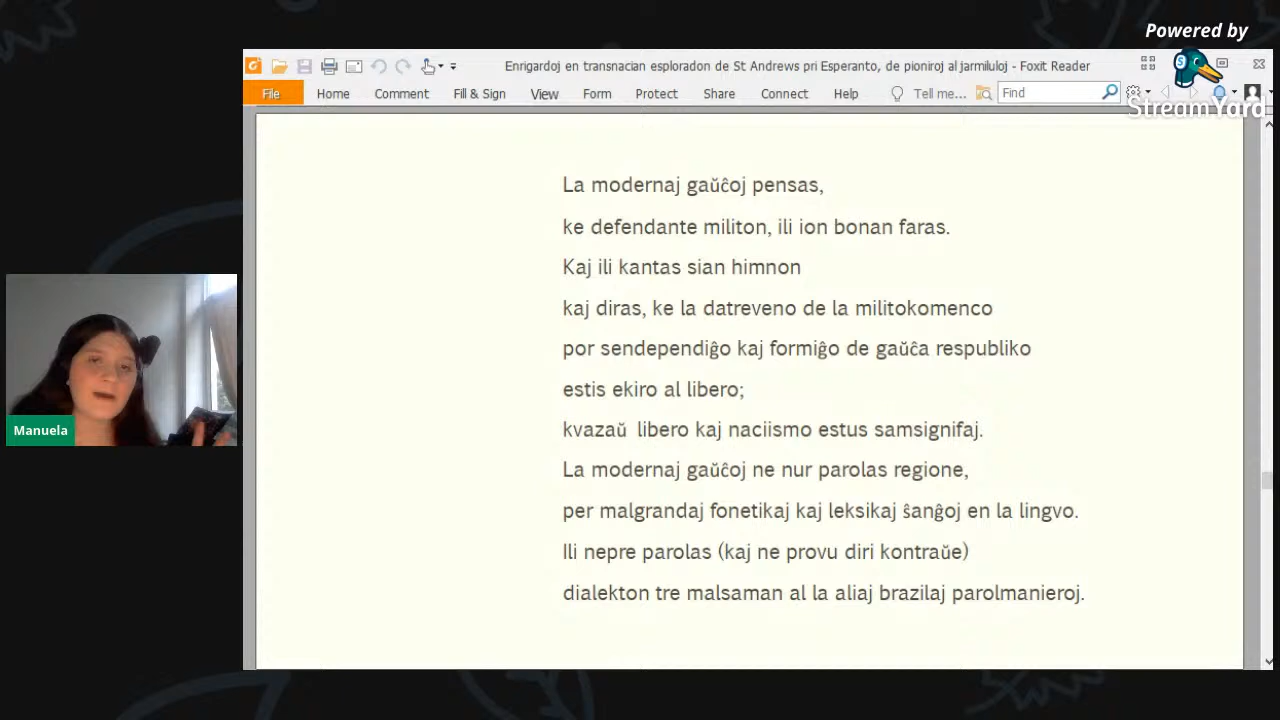 Powered by
StreamYard
Enrigardoj en transnacian esploradon de St Andrews pri Esperanto, de pioniroj al jarmiluloj - Foxit Reader
File Home Comment Fill & Sign View Form Protect Share Connect Help Tell me... Find
La modernaj gaŭĉoj pensas,
ke defendante militon, ili ion bonan faras.
Kaj ili kantas sian himnon
kaj diras, ke la datreveno de la militokomenco
por sendependiĝo kaj formiĝo de gaŭĉa respubliko
estis ekiro al libero;
kvazaŭ libero kaj naciismo estus samsignifaj.
La modernaj gaŭĉoj ne nur parolas regione,
per malgrandaj fonetikaj kaj leksikaj ŝanĝoj en la lingvo.
Ili nepre parolas (kaj ne provu diri kontraŭe)
dialekton tre malsaman al la aliaj brazilaj parolmanieroj.
Manuela